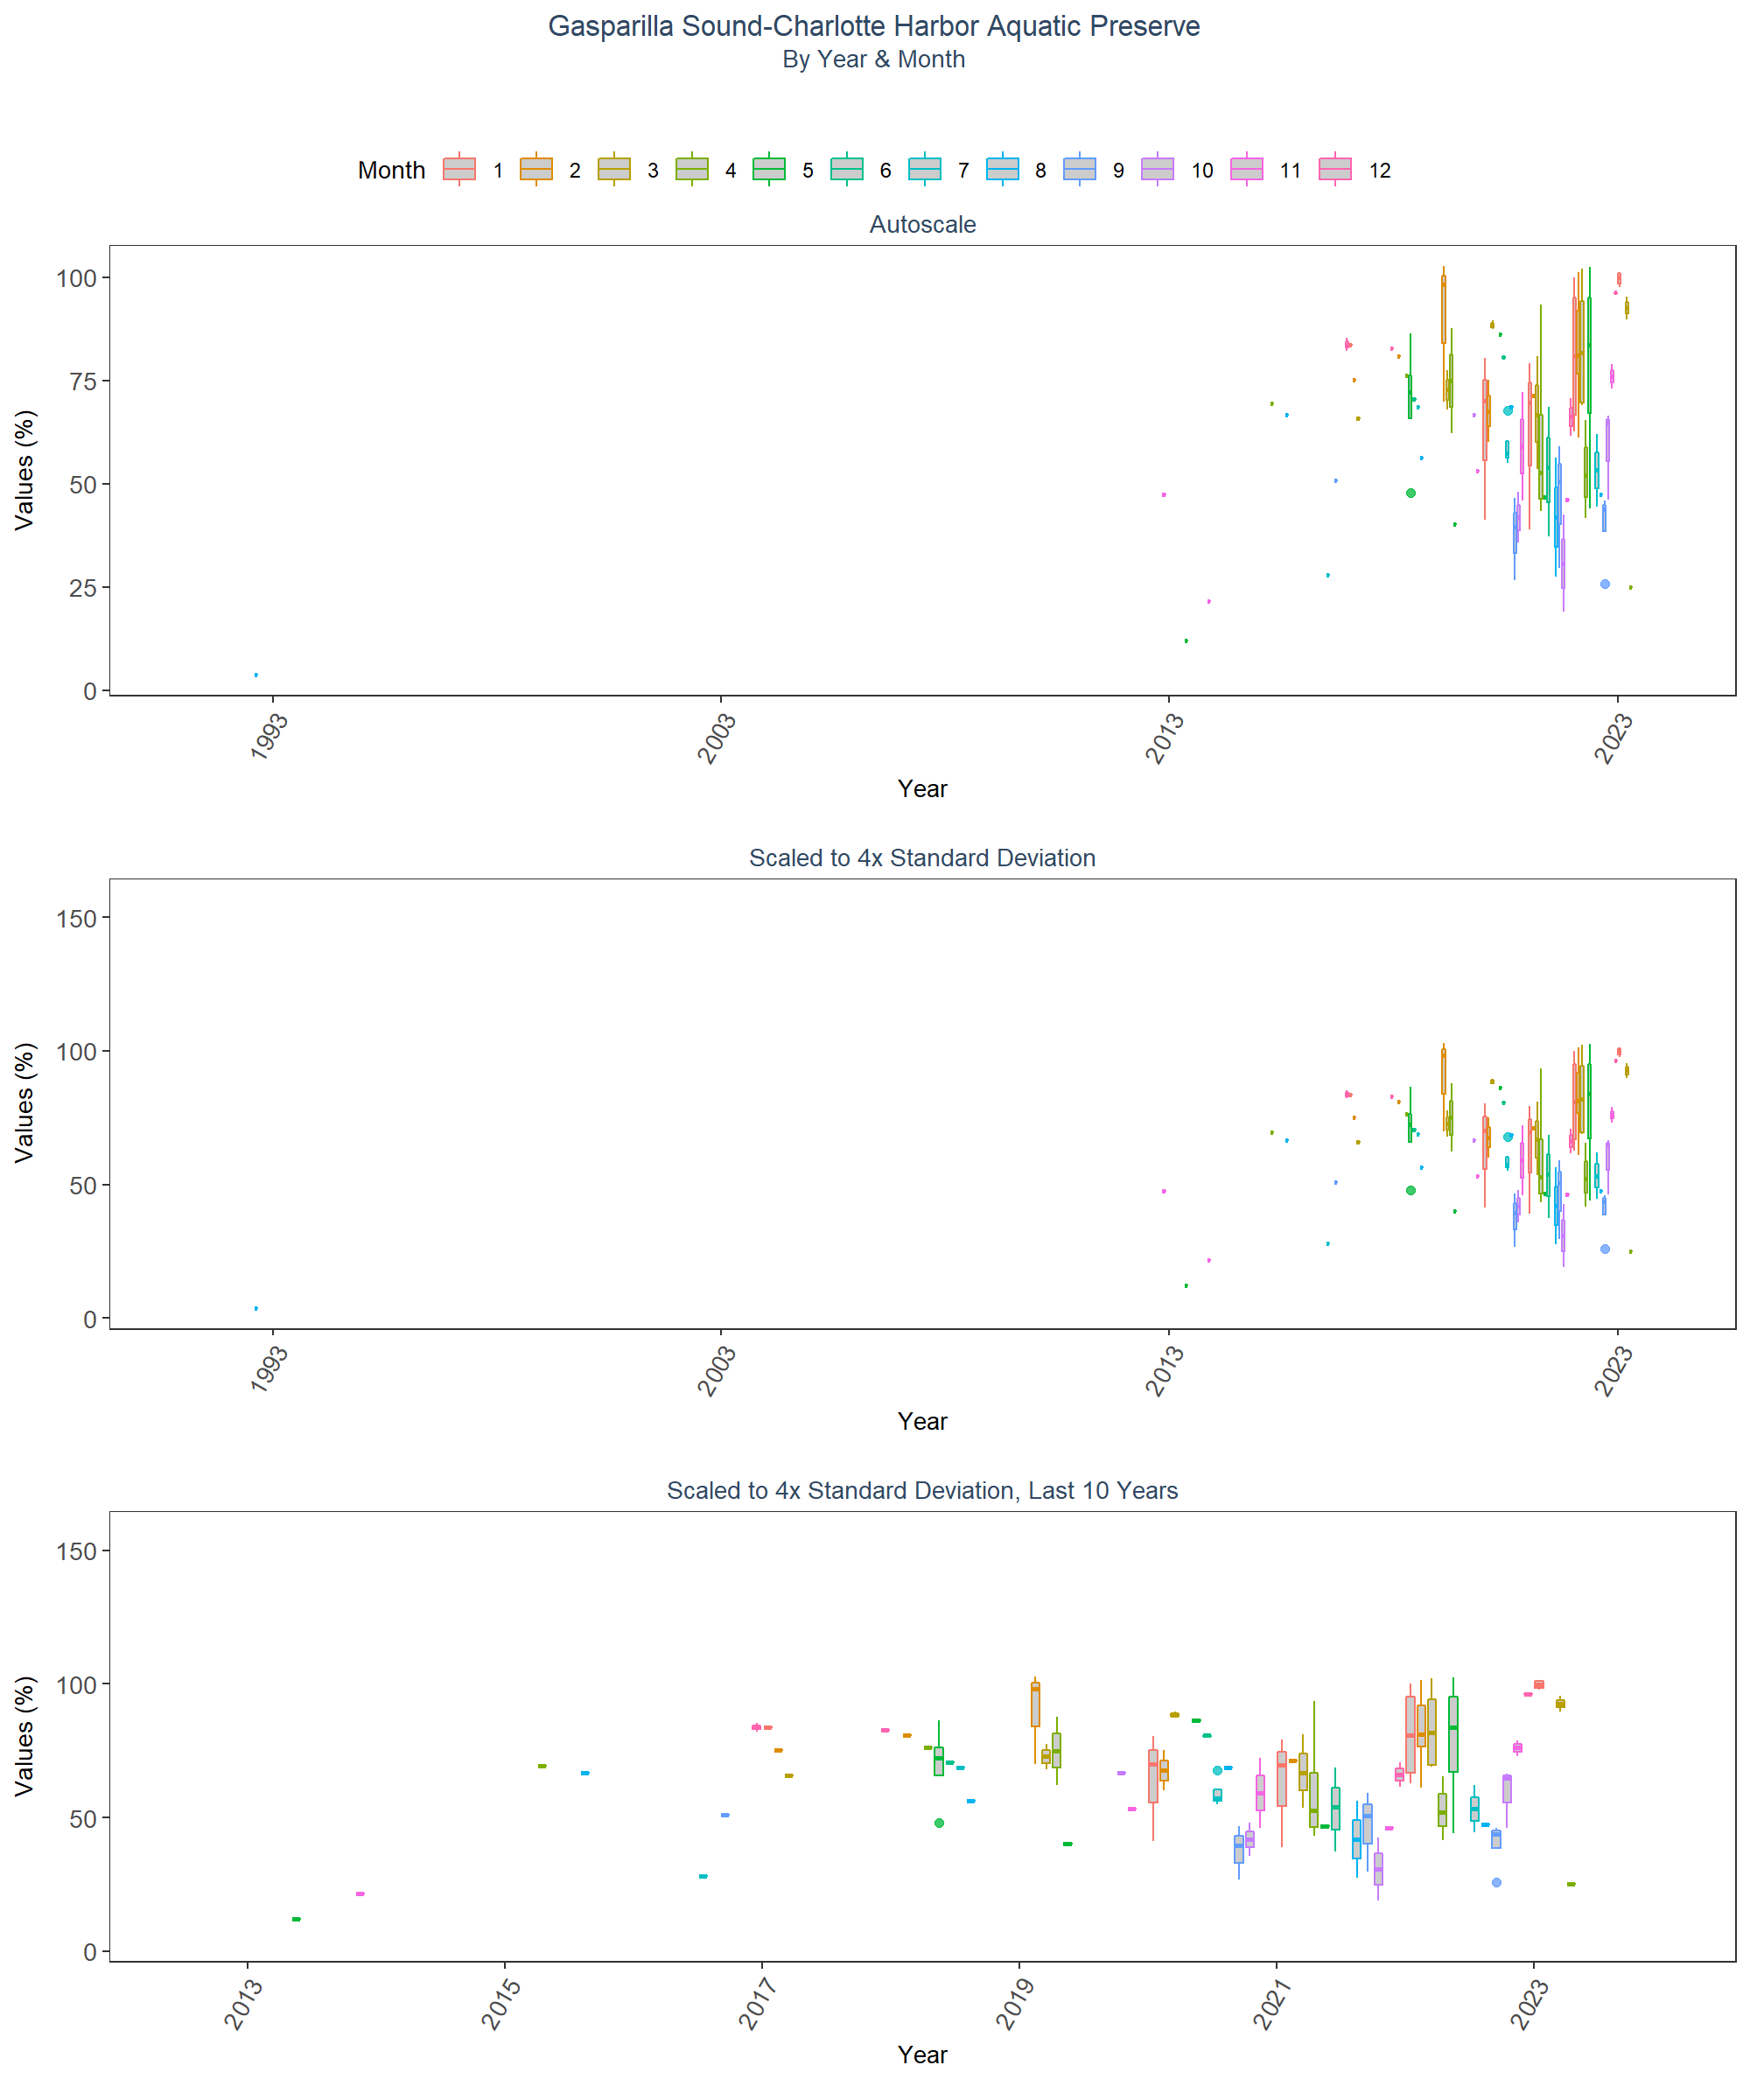 Gasparilla Sound-Charlotte Harbor Aquatic Preserve
By Year & Month
Month 1 2 3 4 5 6 7 8 9 10 11 12
Autoscale
100
75
50
25
0
Values (%)
1993 2003 2013 2023
Year
Scaled to 4x Standard Deviation
150
100
50
0
Values (%)
1993 2003 2013 2023
Year
Scaled to 4x Standard Deviation, Last 10 Years
150
100
50
0
Values (%)
2013 2015 2017 2019 2021 2023
Year